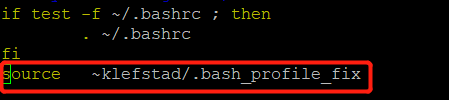 if test -f ~/.bashrc ; then
        . ~/.bashrc
fi
source   ~klefstad/.bash_profile_fix